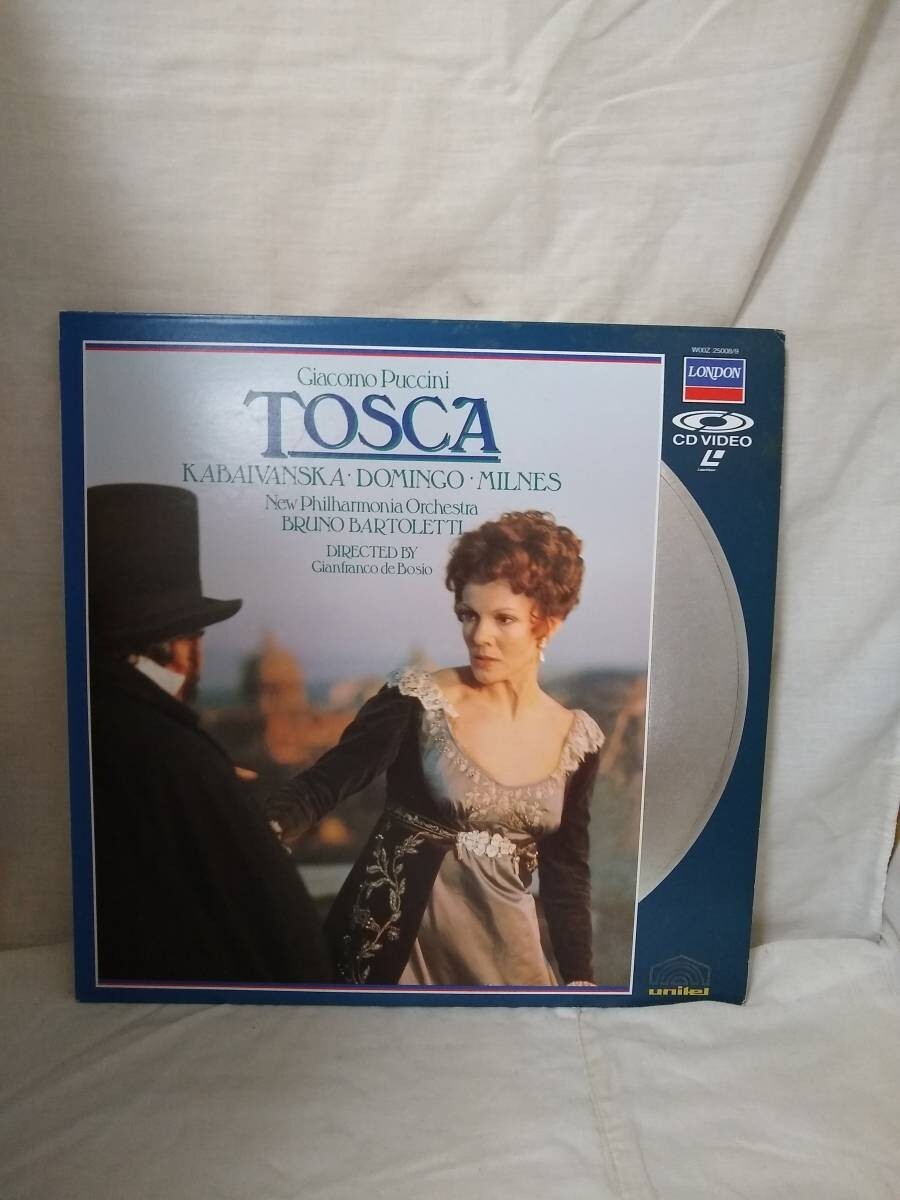 Giacomo Puccini
TOSCA
KABAIVANSKA · DOMINGO · MILNES
New Philharmonia Orchestra
BRUNO BARTOLETTI
DIRECTED BY
Gianfranco de Bosio
W00Z 25008/9
LONDON
CD VIDEO
LaserVision
unitel